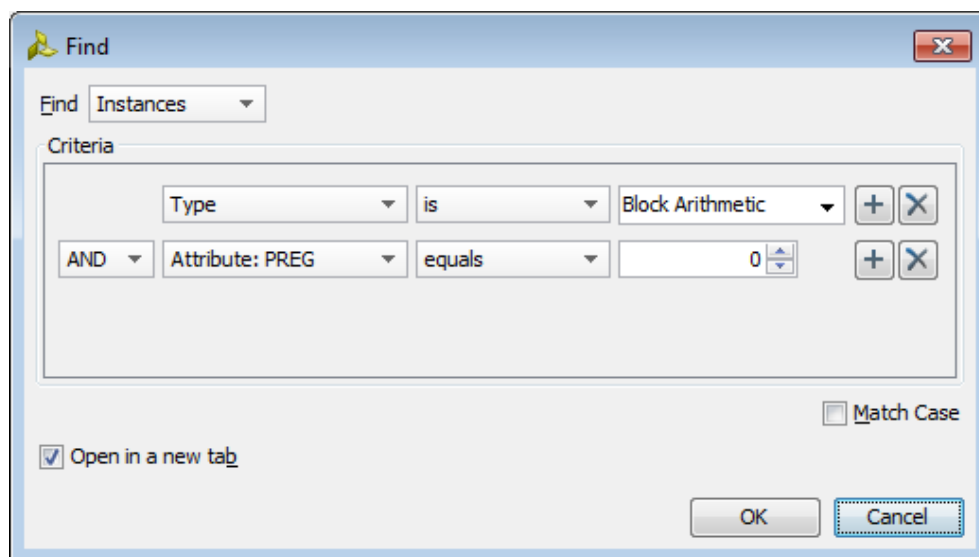 Find
Find Instances
Criteria
Type is Block Arithmetic
AND Attribute: PREG equals 0
Match Case
Open in a new tab
OK Cancel